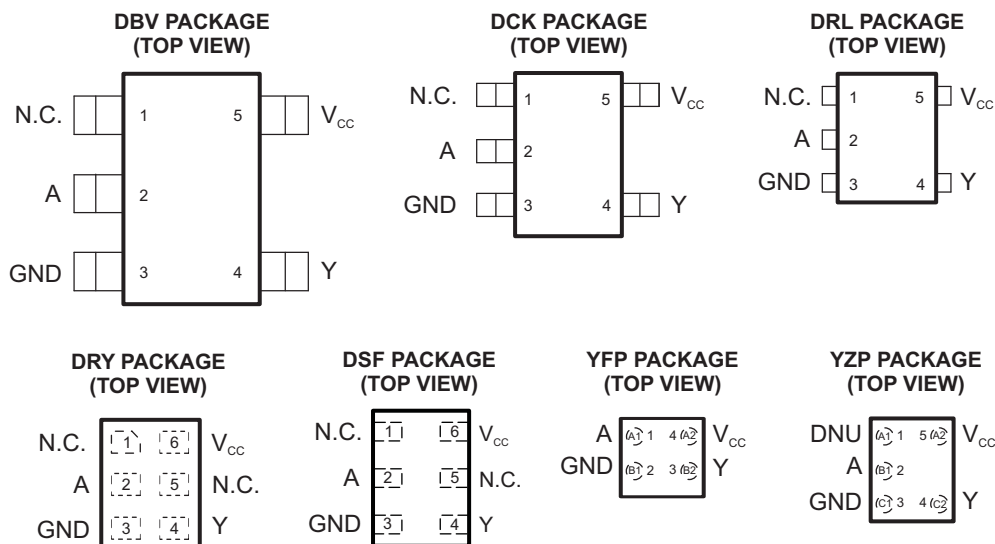 DBV PACKAGE
(TOP VIEW)
N.C. 1 5 VCC
A 2
GND 3 4 Y
DCK PACKAGE
(TOP VIEW)
N.C. 1 5 VCC
A 2
GND 3 4 Y
DRL PACKAGE
(TOP VIEW)
N.C. 1 5 VCC
A 2
GND 3 4 Y
DRY PACKAGE
(TOP VIEW)
N.C. 1 6 VCC
A 2 5 N.C.
GND 3 4 Y
DSF PACKAGE
(TOP VIEW)
N.C. 1 6 VCC
A 2 5 N.C.
GND 3 4 Y
YFP PACKAGE
(TOP VIEW)
A A1 1 4 A2 VCC
GND B1 2 3 B2 Y
YZP PACKAGE
(TOP VIEW)
DNU A1 1 5 A2 VCC
A B1 2
GND C1 3 4 C2 Y